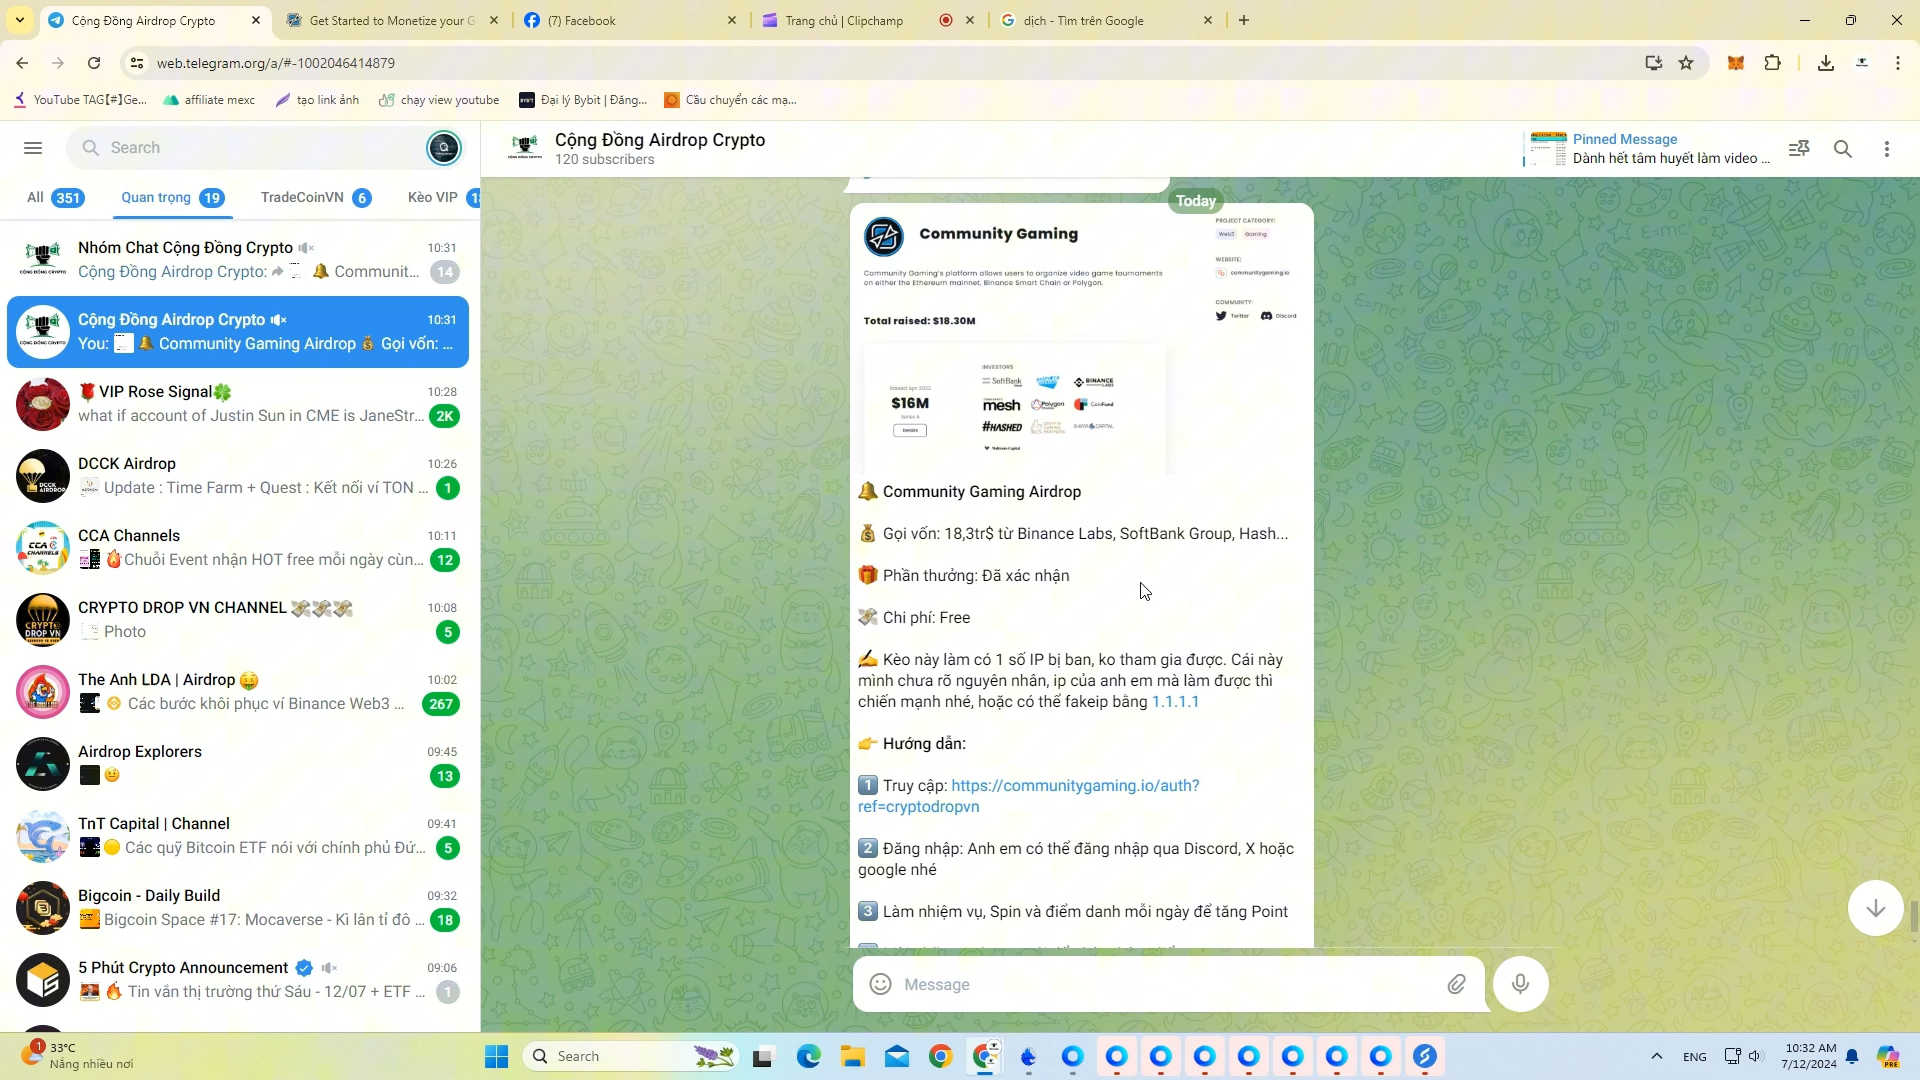 Cộng Đồng Airdrop Crypto
Get Started to Monetize your G
(7) Facebook
Trang chủ | Clipchamp
dịch - Tìm trên Google
web.telegram.org/a/#-1002046414879
YouTube TAG【#】Ge...
affiliate mexc
tạo link ảnh
chạy view youtube
Đại lý Bybit | Đăng...
Cầu chuyển các mạ...
Search
Cộng Đồng Airdrop Crypto
120 subscribers
Pinned Message
Dành hết tâm huyết làm video ...
All 351
Quan trọng 19
TradeCoinVN 6
Kèo VIP
Nhóm Chat Cộng Đồng Crypto 10:31
Cộng Đồng Airdrop Crypto: 🔔 Communit... 14
Cộng Đồng Airdrop Crypto 10:31
You: 🔔 Community Gaming Airdrop 💰 Gọi vốn: ...
🌹VIP Rose Signal🍀 10:28
what if account of Justin Sun in CME is JaneStr... 2K
DCCK Airdrop 10:26
Update : Time Farm + Quest : Kết nối ví TON ... 1
CCA Channels 10:11
🔥Chuỗi Event nhận HOT free mỗi ngày cùn... 12
CRYPTO DROP VN CHANNEL 💸💸💸 10:08
Photo 5
The Anh LDA | Airdrop 🤑 10:02
Các bước khôi phục ví Binance Web3 ... 267
Airdrop Explorers 09:45
13
TnT Capital | Channel 09:41
🟡 Các quỹ Bitcoin ETF nói với chính phủ Đứ... 5
Bigcoin - Daily Build 09:32
Bigcoin Space #17: Mocaverse - Kì lân tỉ đô ... 18
5 Phút Crypto Announcement 09:06
🔥 Tin vắn thị trường thứ Sáu - 12/07 + ETF ... 1
Today
Community Gaming
Community Gaming's platform allows users to organize video game tournaments
on either the Ethereum mainnet, Binance Smart Chain or Polygon.
Total raised: $18.30M
PROJECT CATEGORY:
Web3 Gaming
WEBSITE:
communitygaming.io
COMMUNITY:
Twitter Discord
Raised Apr 2022
$16M
Series A
Details
INVESTORS
SoftBank
BINANCE LABS
mesh
Polygon
CoinFund
#HASHED
GRIFFIN GAMING PARTNERS
SHIMA CAPITAL
🔔 Community Gaming Airdrop
💰 Gọi vốn: 18,3tr$ từ Binance Labs, SoftBank Group, Hash...
🎁 Phần thưởng: Đã xác nhận
💸 Chi phí: Free
✍️ Kèo này làm có 1 số IP bị ban, ko tham gia được. Cái này
mình chưa rõ nguyên nhân, ip của anh em mà làm được thì
chiến mạnh nhé, hoặc có thể fakeip bằng 1.1.1.1
👉 Hướng dẫn:
1️⃣ Truy cập: https://communitygaming.io/auth?
ref=cryptodropvn
2️⃣ Đăng nhập: Anh em có thể đăng nhập qua Discord, X hoặc
google nhé
3️⃣ Làm nhiệm vụ, Spin và điểm danh mỗi ngày để tăng Point
Message
33°C
Nắng nhiều nơi
Search
ENG
10:32 AM
7/12/2024